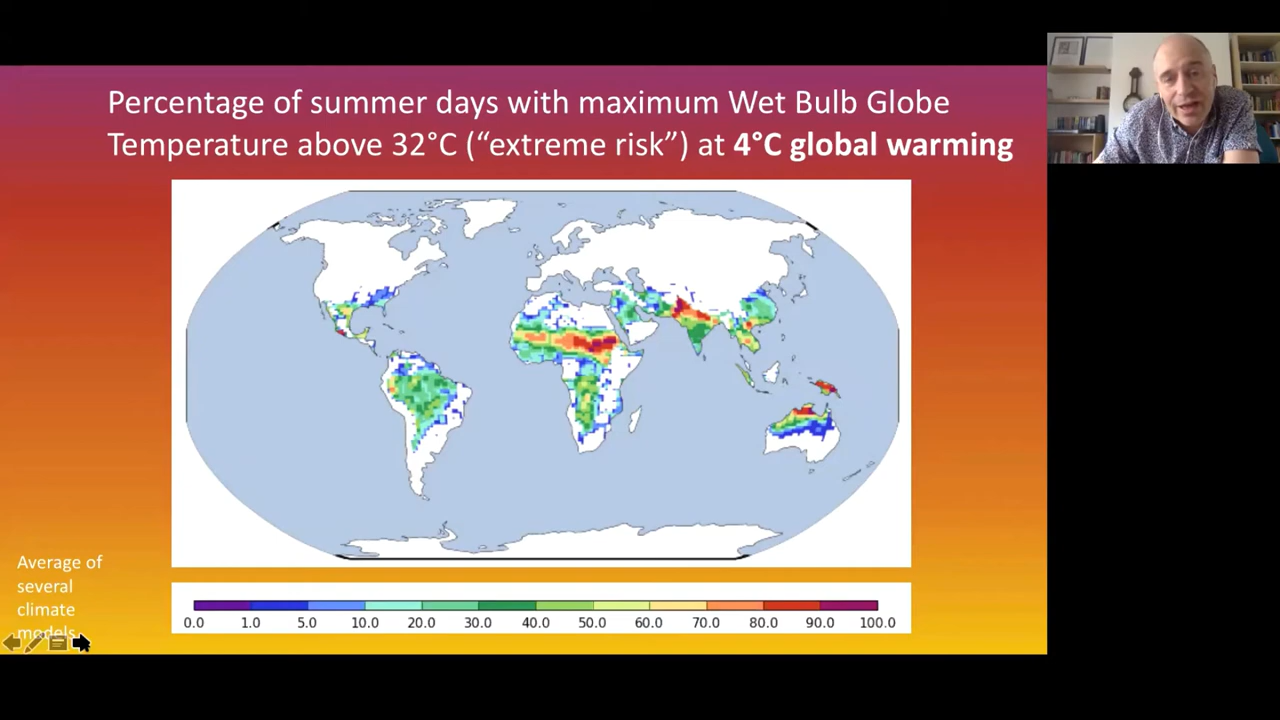 Percentage of summer days with maximum Wet Bulb Globe
Temperature above 32°C (“extreme risk”) at 4°C global warming
Average of
several
climate
models
0.0 1.0 5.0 10.0 20.0 30.0 40.0 50.0 60.0 70.0 80.0 90.0 100.0